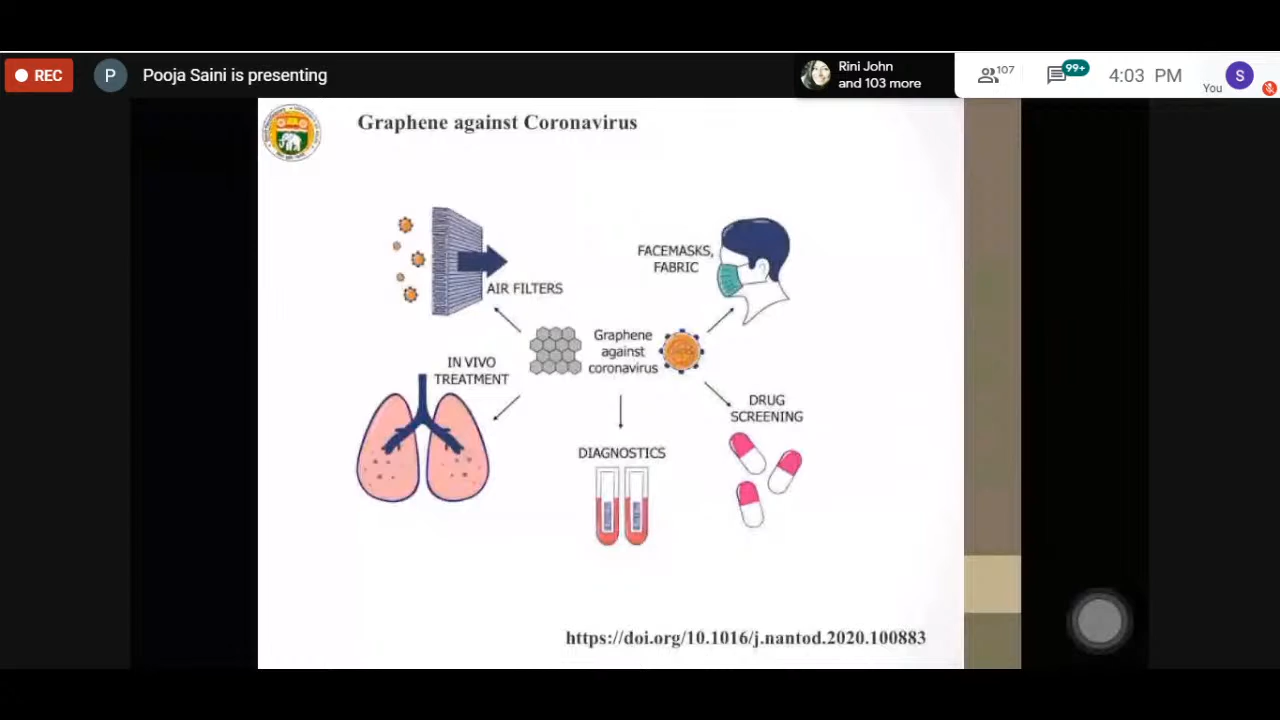 REC
P
Pooja Saini is presenting
Rini John
and 103 more
107
99+
4:03 PM
You
S
Graphene against Coronavirus
AIR FILTERS
FACEMASKS,
FABRIC
Graphene
against
coronavirus
IN VIVO
TREATMENT
DRUG
SCREENING
DIAGNOSTICS
https://doi.org/10.1016/j.nantod.2020.100883